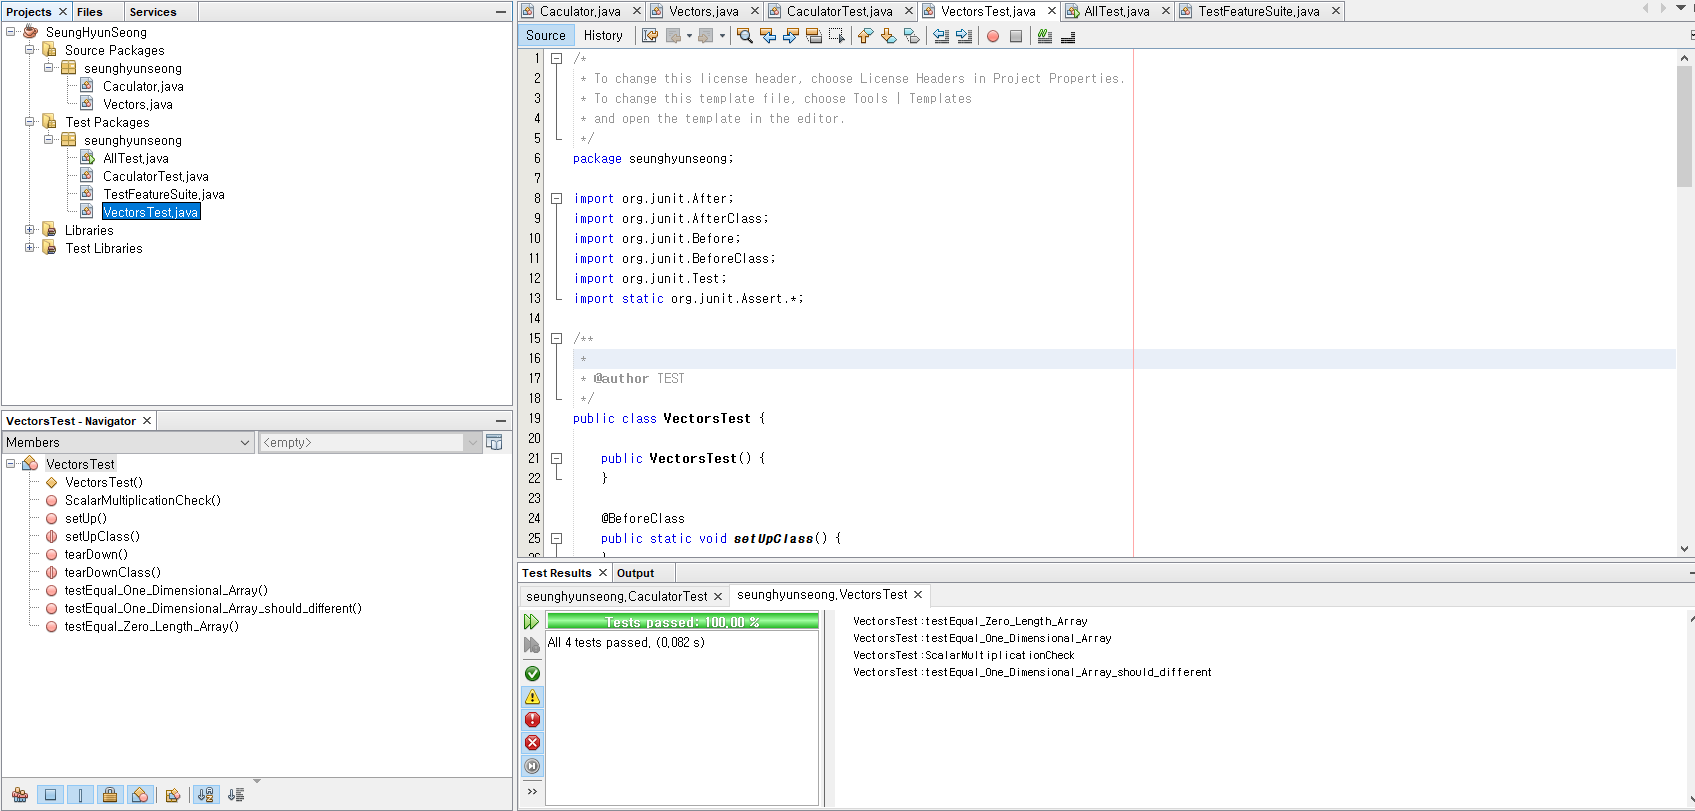 Projects
Files
Services
SeungHyunSeong
Source Packages
seunghyunseong
Caculator.java
Vectors.java
Test Packages
seunghyunseong
AllTest.java
CaculatorTest.java
TestFeatureSuite.java
VectorsTest.java
Libraries
Test Libraries
VectorsTest - Navigator
Members
<empty>
VectorsTest
VectorsTest()
ScalarMultiplicationCheck()
setUp()
setUpClass()
tearDown()
tearDownClass()
testEqual_One_Dimensional_Array()
testEqual_One_Dimensional_Array_should_different()
testEqual_Zero_Length_Array()
Caculator.java
Vectors.java
CaculatorTest.java
VectorsTest.java
AllTest.java
TestFeatureSuite.java
Source
History
1 /*
2 * To change this license header, choose License Headers in Project Properties.
3 * To change this template file, choose Tools | Templates
4 * and open the template in the editor.
5 */
6 package seunghyunseong;
7
8 import org.junit.After;
9 import org.junit.AfterClass;
10 import org.junit.Before;
11 import org.junit.BeforeClass;
12 import org.junit.Test;
13 import static org.junit.Assert.*;
14
15 /**
16 *
17 * @author TEST
18 */
19 public class VectorsTest {
20
21 public VectorsTest() {
22 }
23
24 @BeforeClass
25 public static void setUpClass() {
26 }
Test Results
Output
seunghyunseong.CaculatorTest
seunghyunseong.VectorsTest
Tests passed: 100.00 %
All 4 tests passed. (0.082 s)
VectorsTest:testEqual_Zero_Length_Array
VectorsTest:testEqual_One_Dimensional_Array
VectorsTest:ScalarMultiplicationCheck
VectorsTest:testEqual_One_Dimensional_Array_should_different